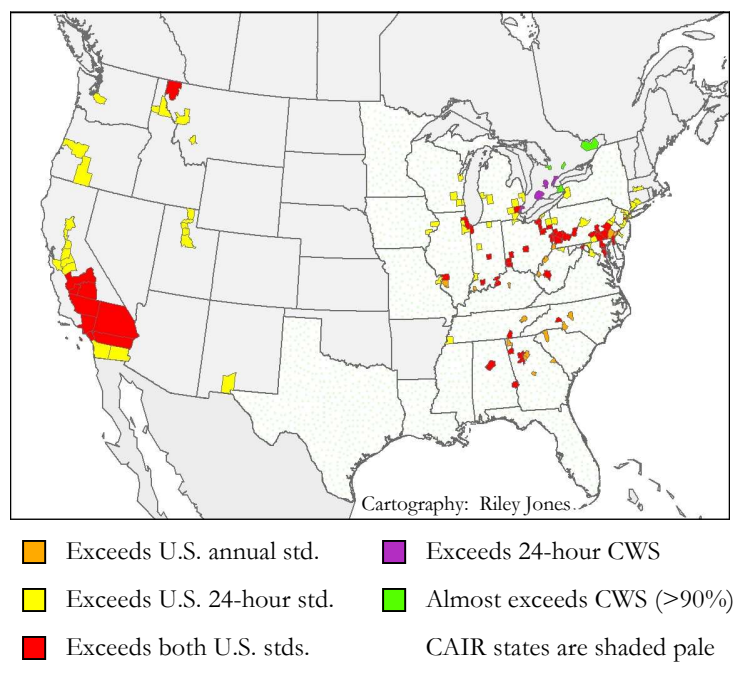 Cartography: Riley Jones
Exceeds U.S. annual std.
Exceeds 24-hour CWS
Exceeds U.S. 24-hour std.
Almost exceeds CWS (>90%)
Exceeds both U.S. stds.
CAIR states are shaded pale